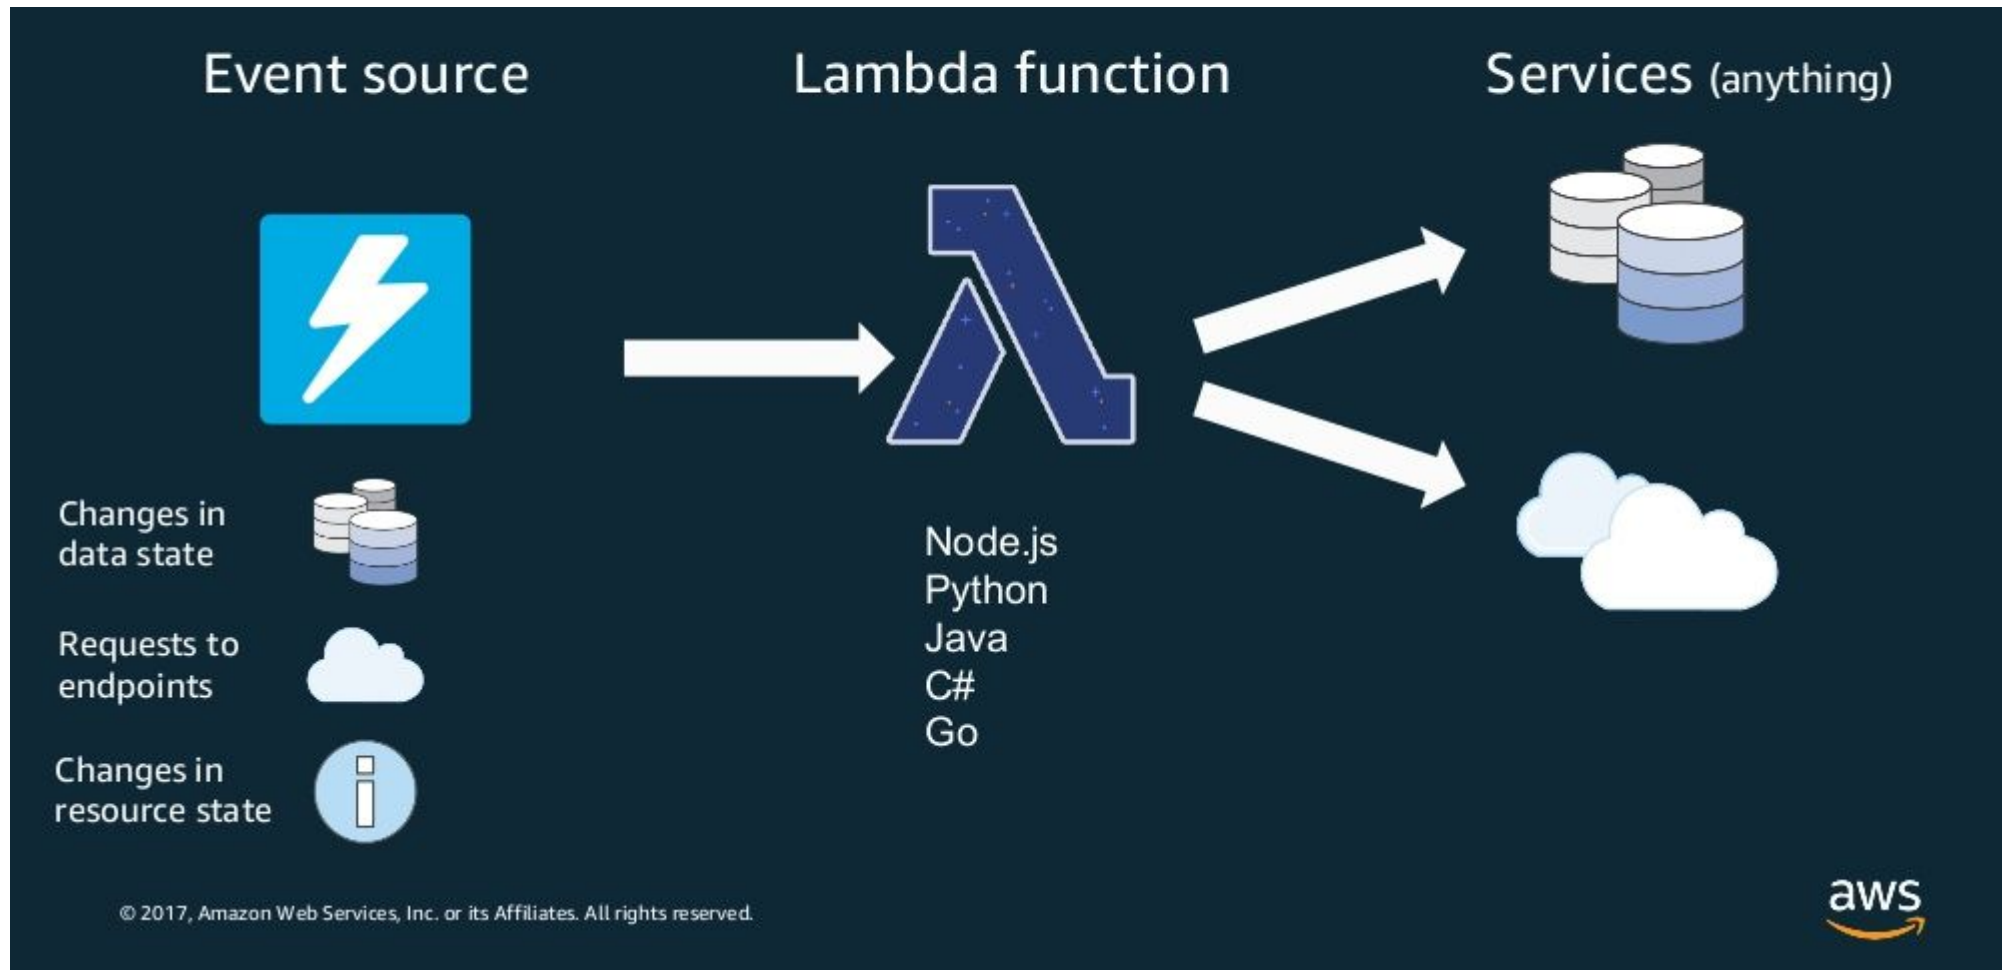 Event source
Lambda function
Services (anything)
Changes in
data state
Requests to
endpoints
Changes in
resource state
Node.js
Python
Java
C#
Go
© 2017, Amazon Web Services, Inc. or its Affiliates. All rights reserved.
aws